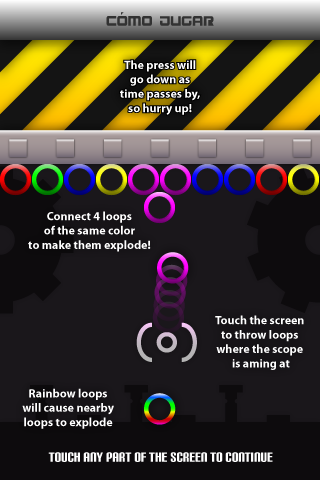 CÓMO JUGAR
The press will
go down as
time passes by,
so hurry up!
Connect 4 loops
of the same color
to make them explode!
Touch the screen
to throw loops
where the scope
is aming at
Rainbow loops
will cause nearby
loops to explode
TOUCH ANY PART OF THE SCREEN TO CONTINUE